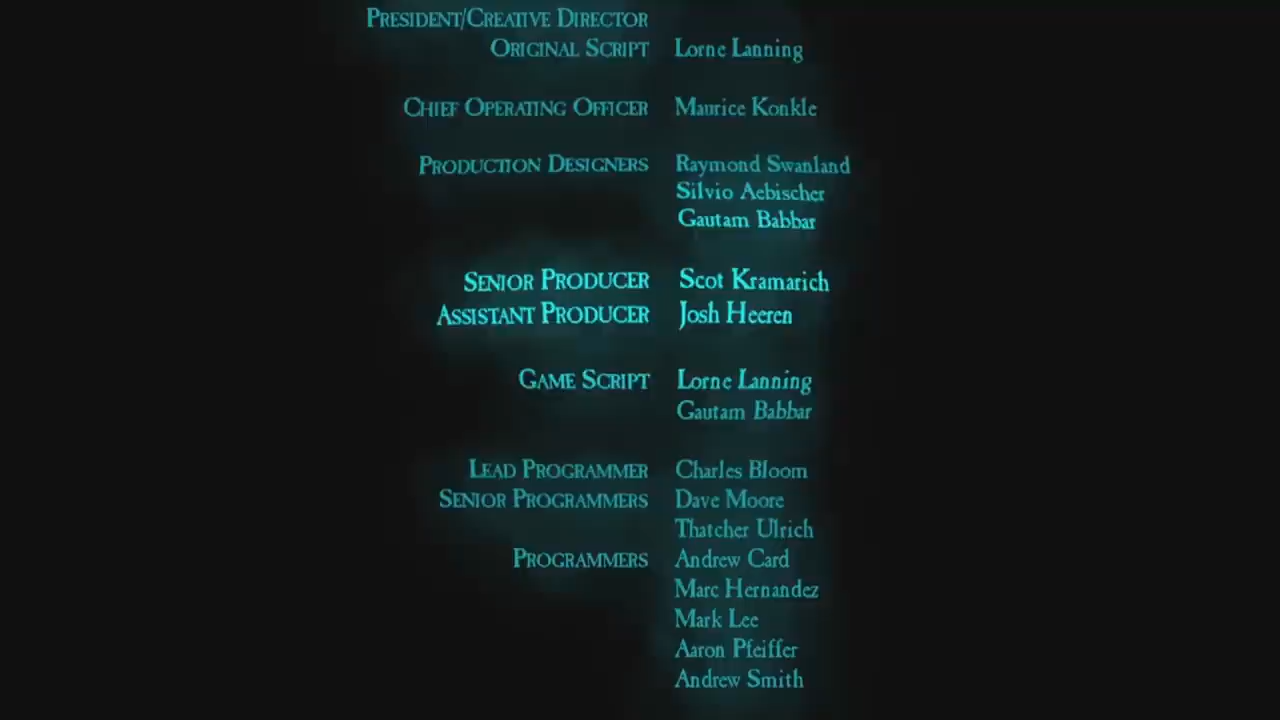 President/Creative Director
Original Script Lorne Lanning
Chief Operating Officer Maurice Konkle
Production Designers Raymond Swanland
Silvio Aebischer
Gautam Babbar
Senior Producer Scot Kramarich
Assistant Producer Josh Heeren
Game Script Lorne Lanning
Gautam Babbar
Lead Programmer Charles Bloom
Senior Programmers Dave Moore
Thatcher Ulrich
Programmers Andrew Card
Marc Hernandez
Mark Lee
Aaron Pfeiffer
Andrew Smith